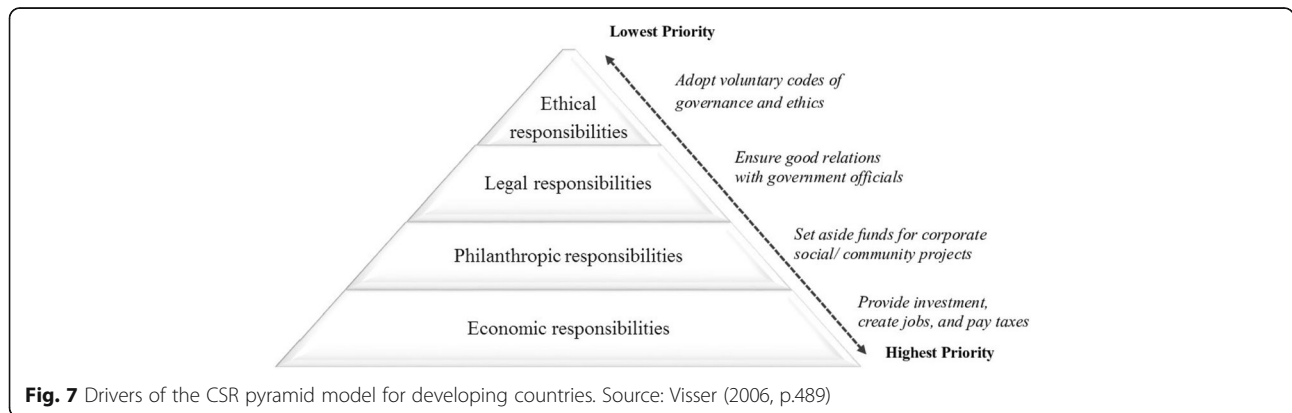 Lowest Priority
Adopt voluntary codes of
governance and ethics
Ethical
responsibilities
Ensure good relations
with government officials
Legal responsibilities
Set aside funds for corporate
social/ community projects
Philanthropic responsibilities
Provide investment,
create jobs, and pay taxes
Economic responsibilities
Highest Priority
Fig. 7 Drivers of the CSR pyramid model for developing countries. Source: Visser (2006, p.489)